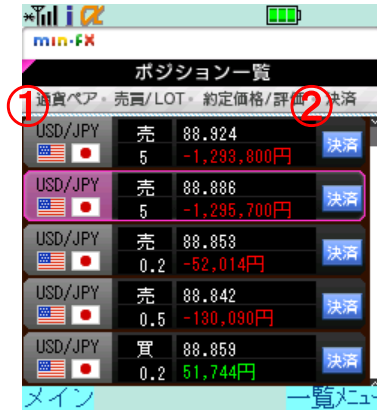 min-FX
ポジション一覧
① 通貨ペア・売買/LOT・約定価格/評価 ② 決済
USD/JPY 売 88.924
5 -1,293,800円 決済
USD/JPY 売 88.886
5 -1,295,700円 決済
USD/JPY 売 88.853
0.2 -52,014円 決済
USD/JPY 売 88.842
0.5 -130,090円 決済
USD/JPY 買 88.859
0.2 51,744円 決済
メイン 一覧メニュー